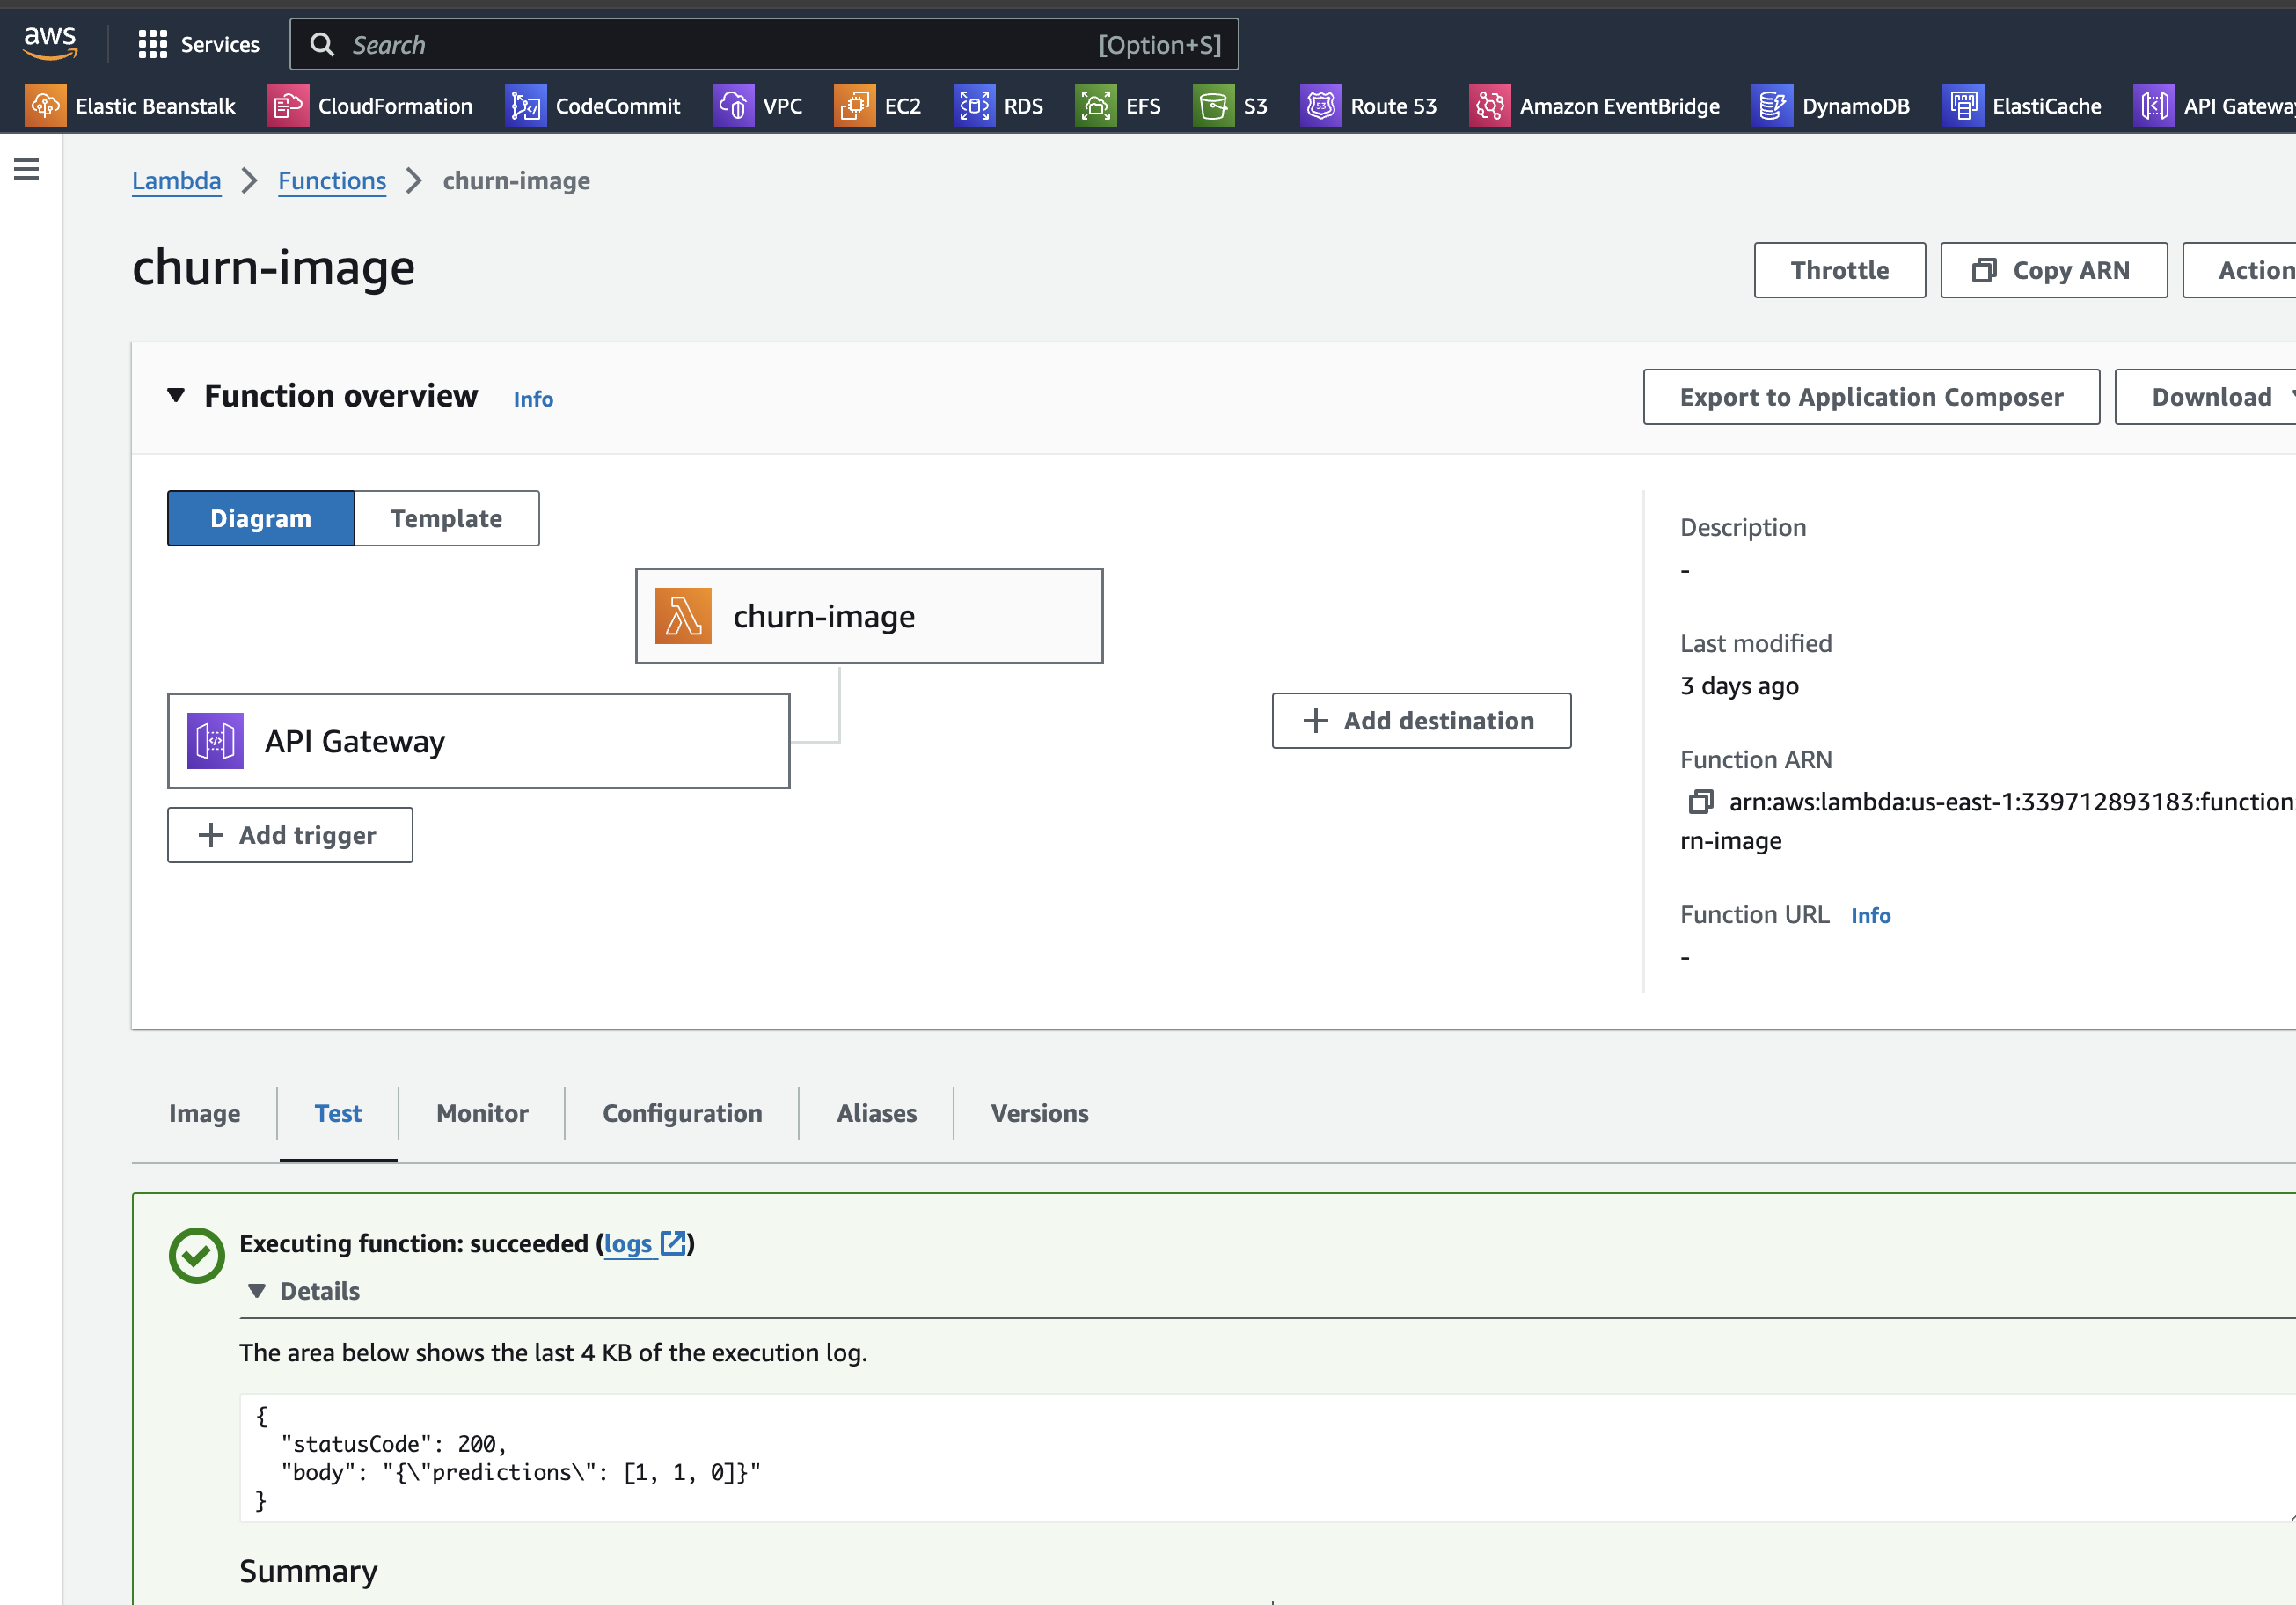 aws Services Search [Option+S]
Elastic Beanstalk CloudFormation CodeCommit VPC EC2 RDS EFS S3 Route 53 Amazon EventBridge DynamoDB ElastiCache API Gateway
Lambda Functions churn-image
churn-image
Throttle Copy ARN Action
Function overview Info
Export to Application Composer Download
Diagram Template
churn-image
API Gateway
Add trigger
Add destination
Description
-
Last modified
3 days ago
Function ARN
arn:aws:lambda:us-east-1:339712893183:function
rn-image
Function URL Info
-
Image Test Monitor Configuration Aliases Versions
Executing function: succeeded (logs)
Details
The area below shows the last 4 KB of the execution log.
{
"statusCode": 200,
"body": "{\"predictions\": [1, 1, 0]}"
}
Summary